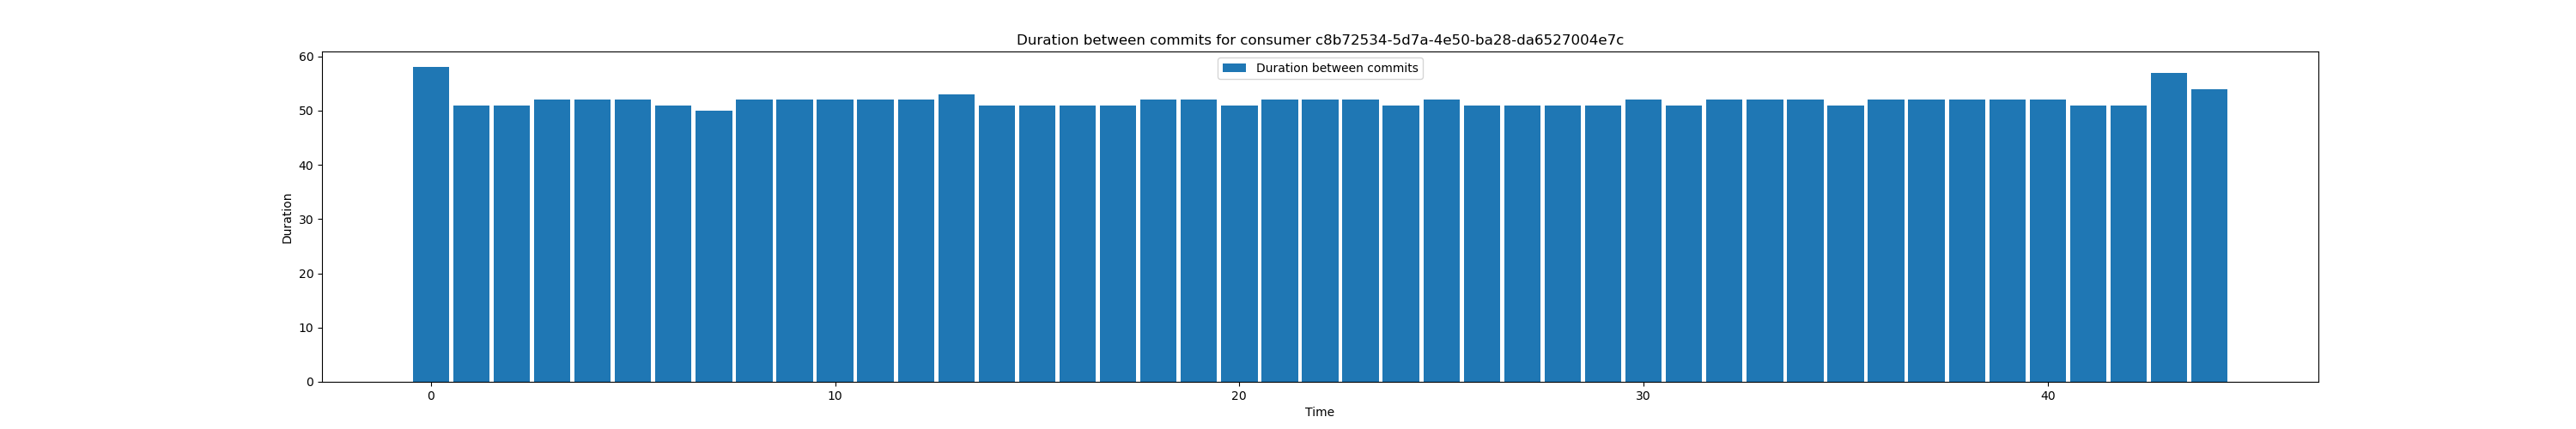 Duration between commits for consumer c8b72534-5d7a-4e50-ba28-da6527004e7c
Duration between commits
60
50
40
30
20
10
0
Duration
0 10 20 30 40
Time